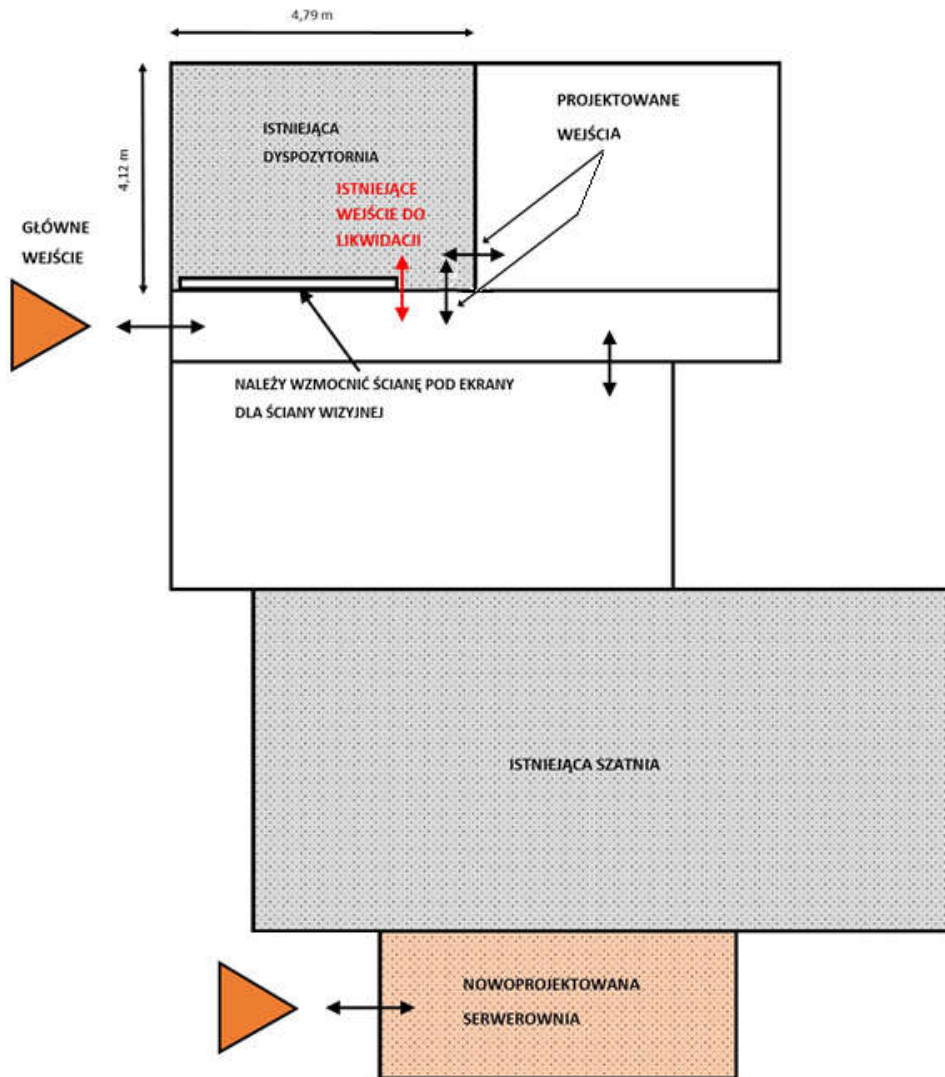 4,79 m
4,12 m
ISTNIEJĄCA
DYSPOZYTORNIA
PROJEKTOWANE
WEJŚCIA
ISTNIEJĄCE
WEJŚCIE DO
LIKWIDACJI
GŁÓWNE
WEJŚCIE
NALEŻY WZMOCNIĆ ŚCIANĘ POD EKRANY
DLA ŚCIANY WIZYJNEJ
ISTNIEJĄCA SZATNIA
NOWOPROJEKTOWANA
SERWEROWNIA